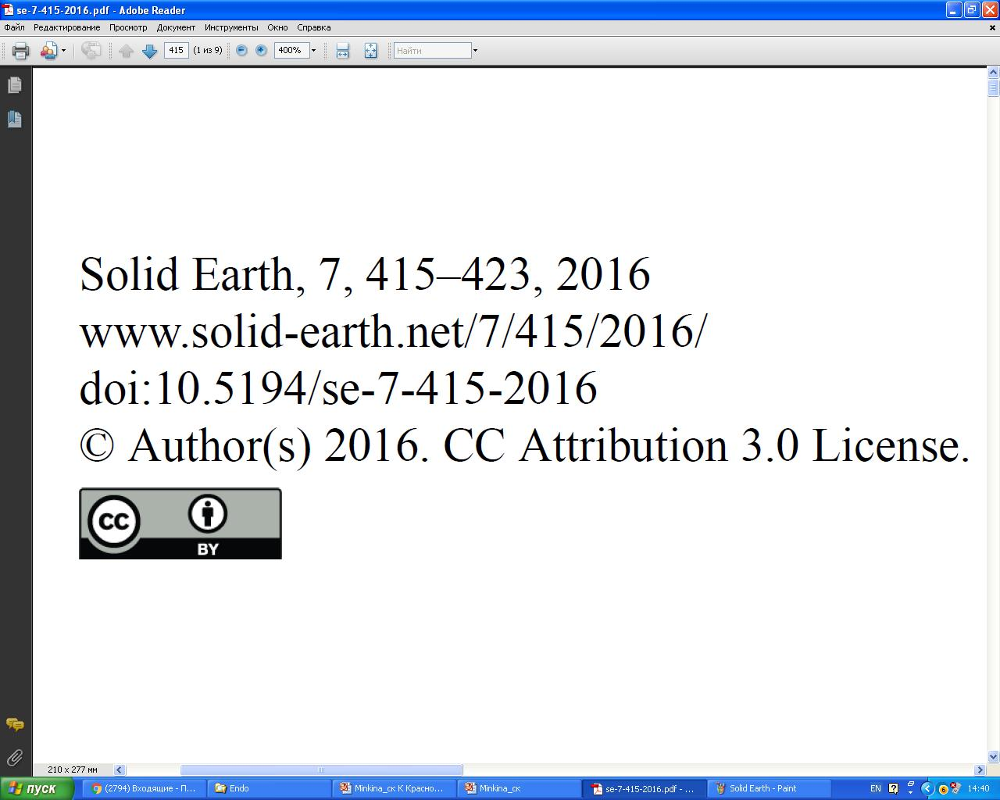 se-7-415-2016.pdf - Adobe Reader
Файл Редактирование Просмотр Документ Инструменты Окно Справка
415 (1 из 9) 400% Найти
Solid Earth, 7, 415–423, 2016
www.solid-earth.net/7/415/2016/
doi:10.5194/se-7-415-2016
© Author(s) 2016. CC Attribution 3.0 License.
cc
BY
210 x 277 мм
пуск (2794) Входящие - П... Endo Minkina_ск К Красно... Minkina_ск se-7-415-2016.pdf - ... Solid Earth - Paint EN 6 14:40